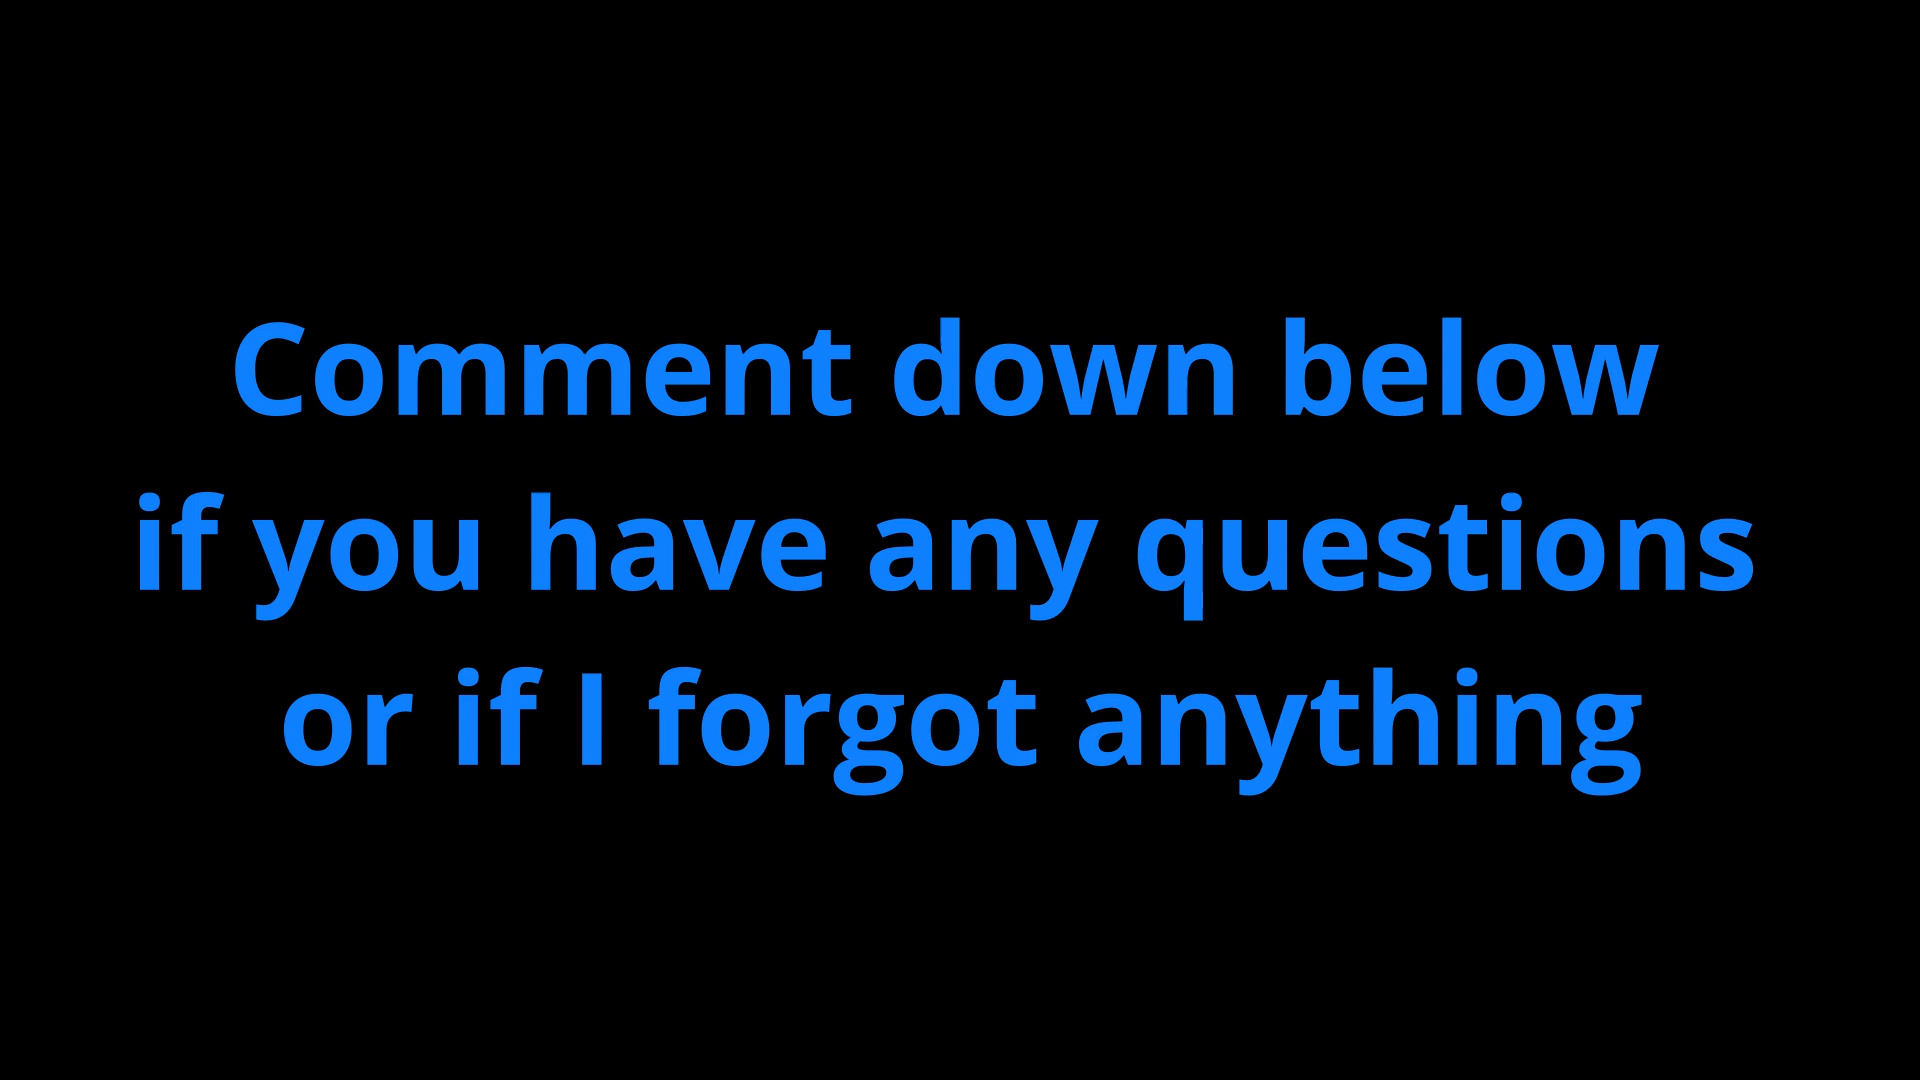 Comment down below
if you have any questions
or if I forgot anything